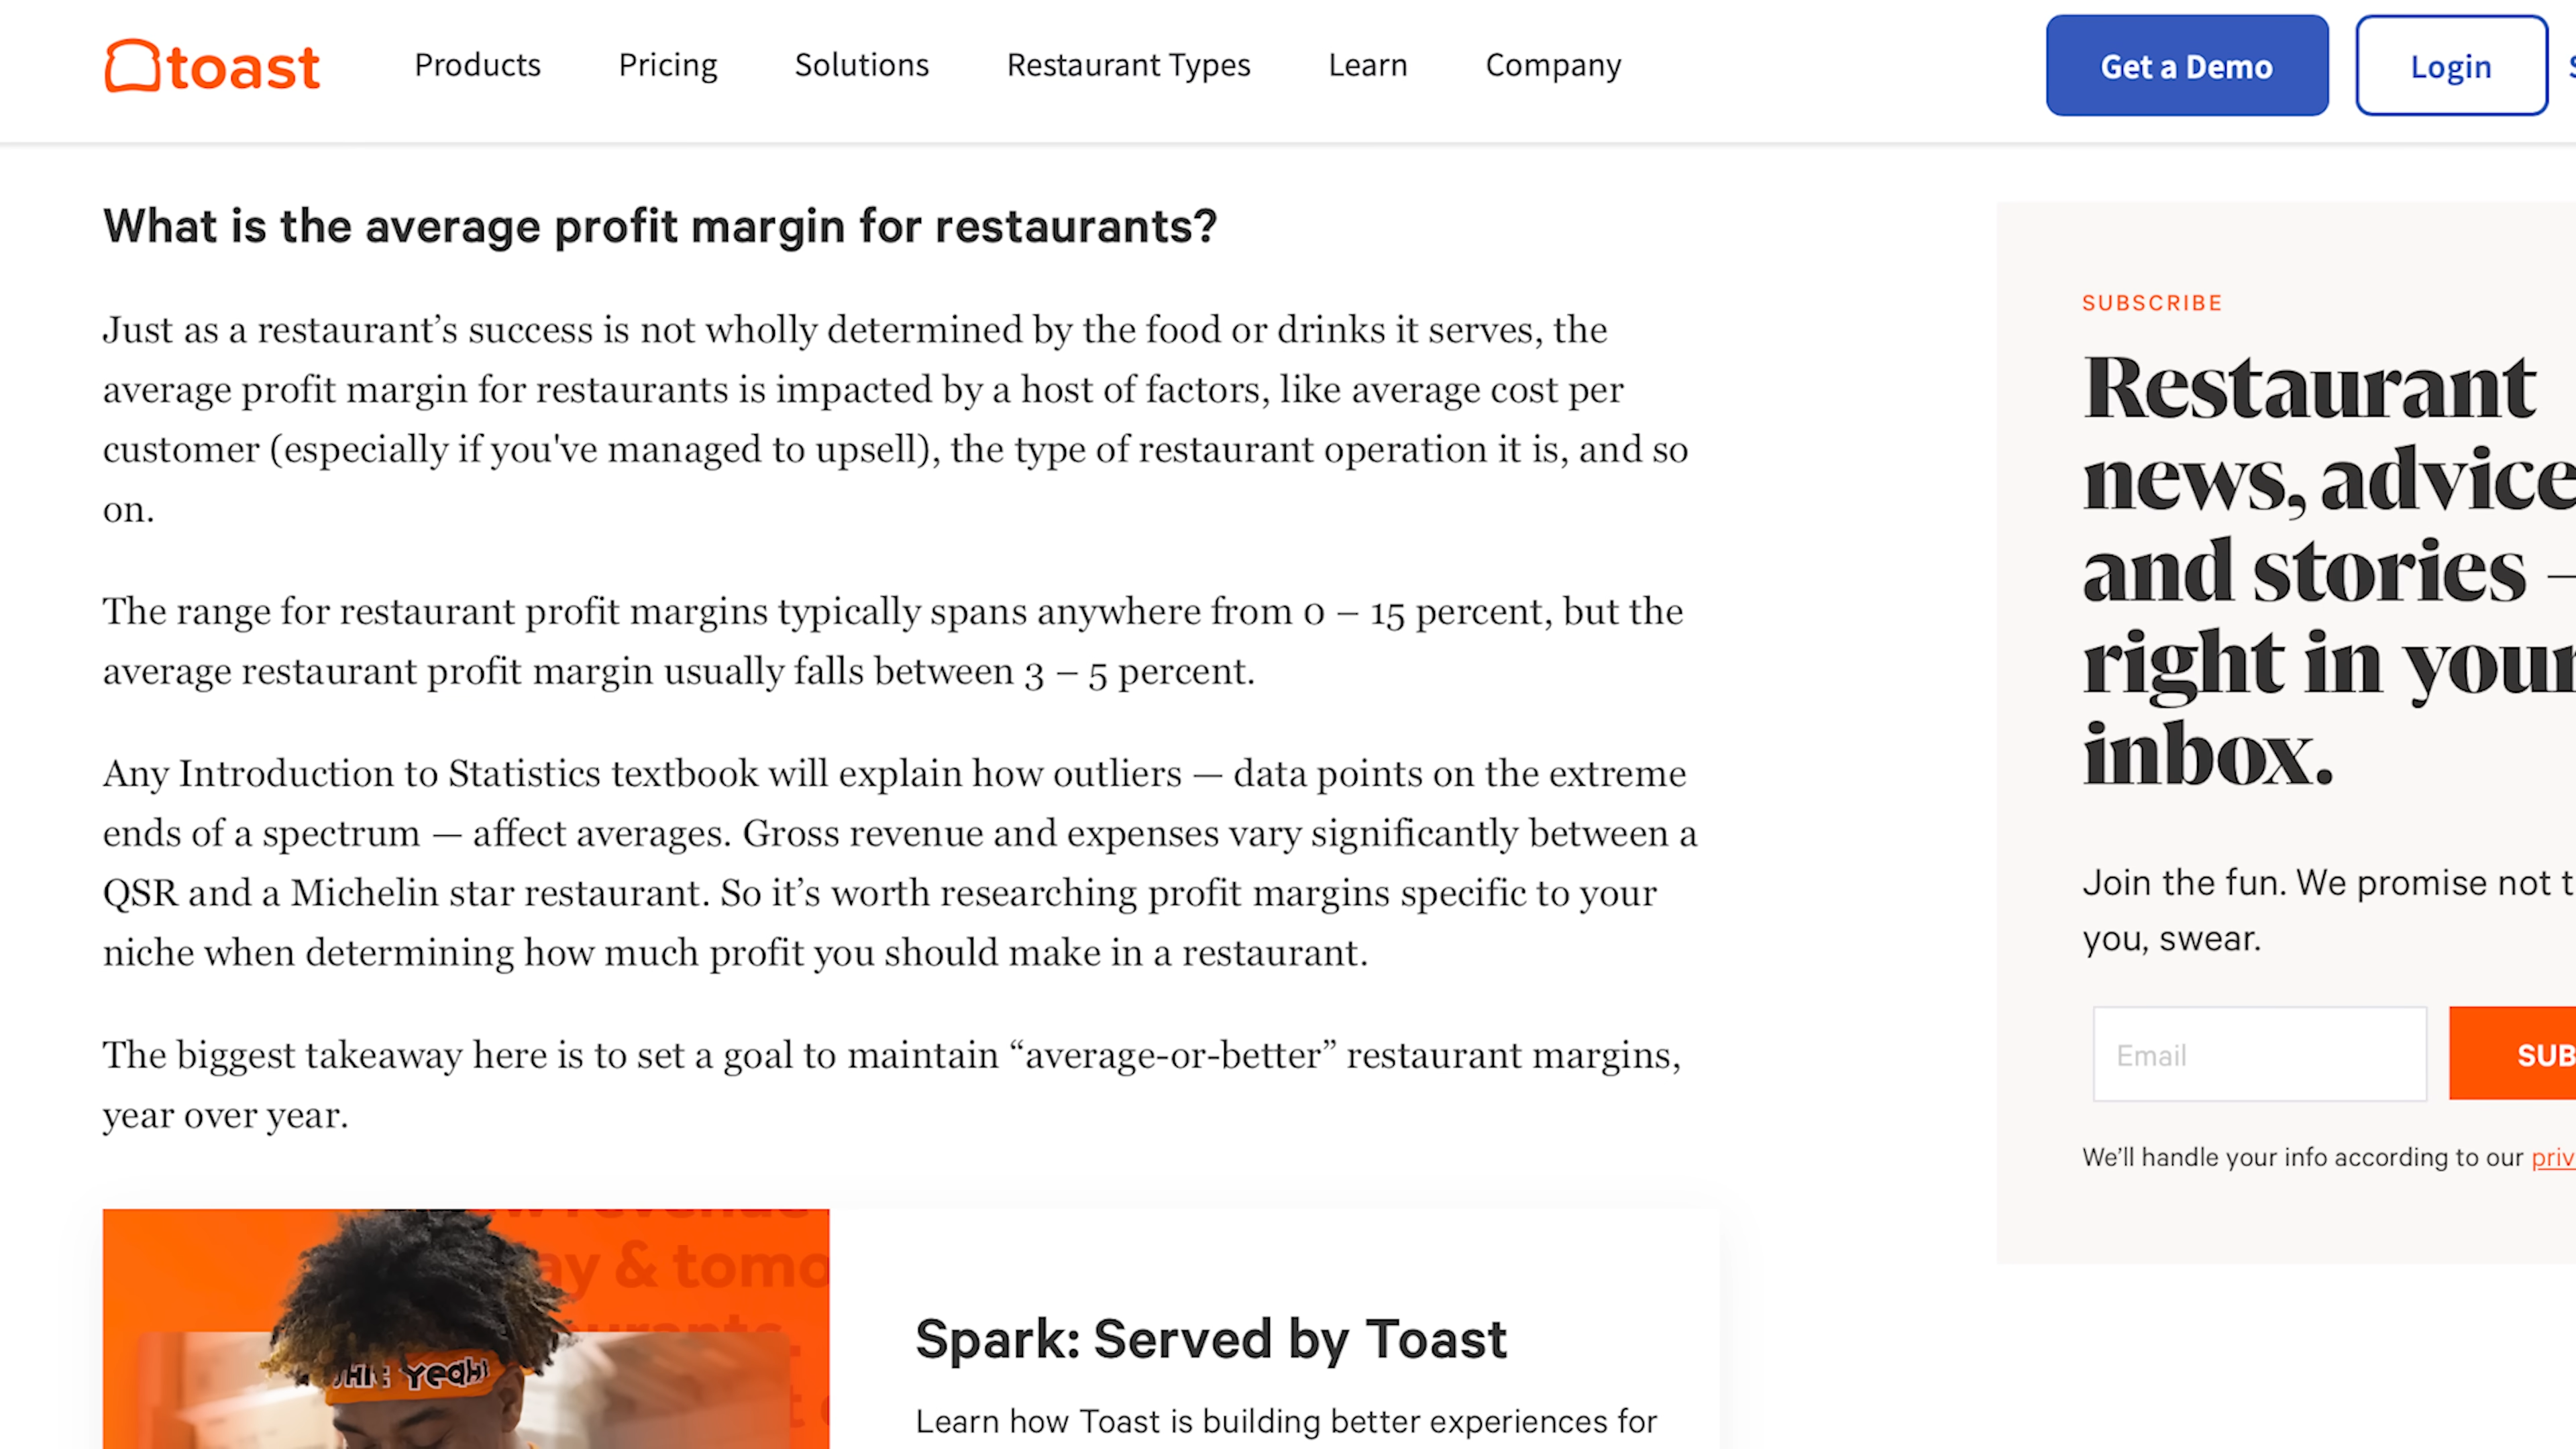 toast
Products Pricing Solutions Restaurant Types Learn Company
Get a Demo Login
What is the average profit margin for restaurants?
Just as a restaurant’s success is not wholly determined by the food or drinks it serves, the
average profit margin for restaurants is impacted by a host of factors, like average cost per
customer (especially if you've managed to upsell), the type of restaurant operation it is, and so
on.
The range for restaurant profit margins typically spans anywhere from 0 – 15 percent, but the
average restaurant profit margin usually falls between 3 – 5 percent.
Any Introduction to Statistics textbook will explain how outliers — data points on the extreme
ends of a spectrum — affect averages. Gross revenue and expenses vary significantly between a
QSR and a Michelin star restaurant. So it’s worth researching profit margins specific to your
niche when determining how much profit you should make in a restaurant.
The biggest takeaway here is to set a goal to maintain “average-or-better” restaurant margins,
year over year.
revenue
ay & tomo
urants.
Yeah!
Spark: Served by Toast
Learn how Toast is building better experiences for
SUBSCRIBE
Restaurant
news, advice
and stories –
right in your
inbox.
Join the fun. We promise not t
you, swear.
Email
SUB
We’ll handle your info according to our priv